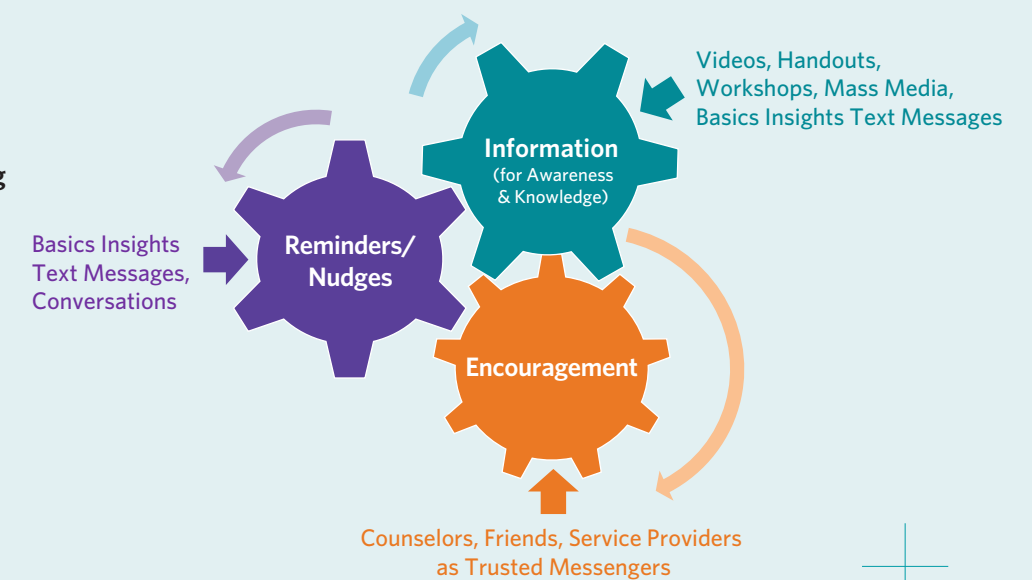 Videos, Handouts,
Workshops, Mass Media,
Basics Insights Text Messages
Information
(for Awareness
& Knowledge)
g
Basics Insights
Text Messages,
Conversations
Reminders/
Nudges
Encouragement
Counselors, Friends, Service Providers
as Trusted Messengers